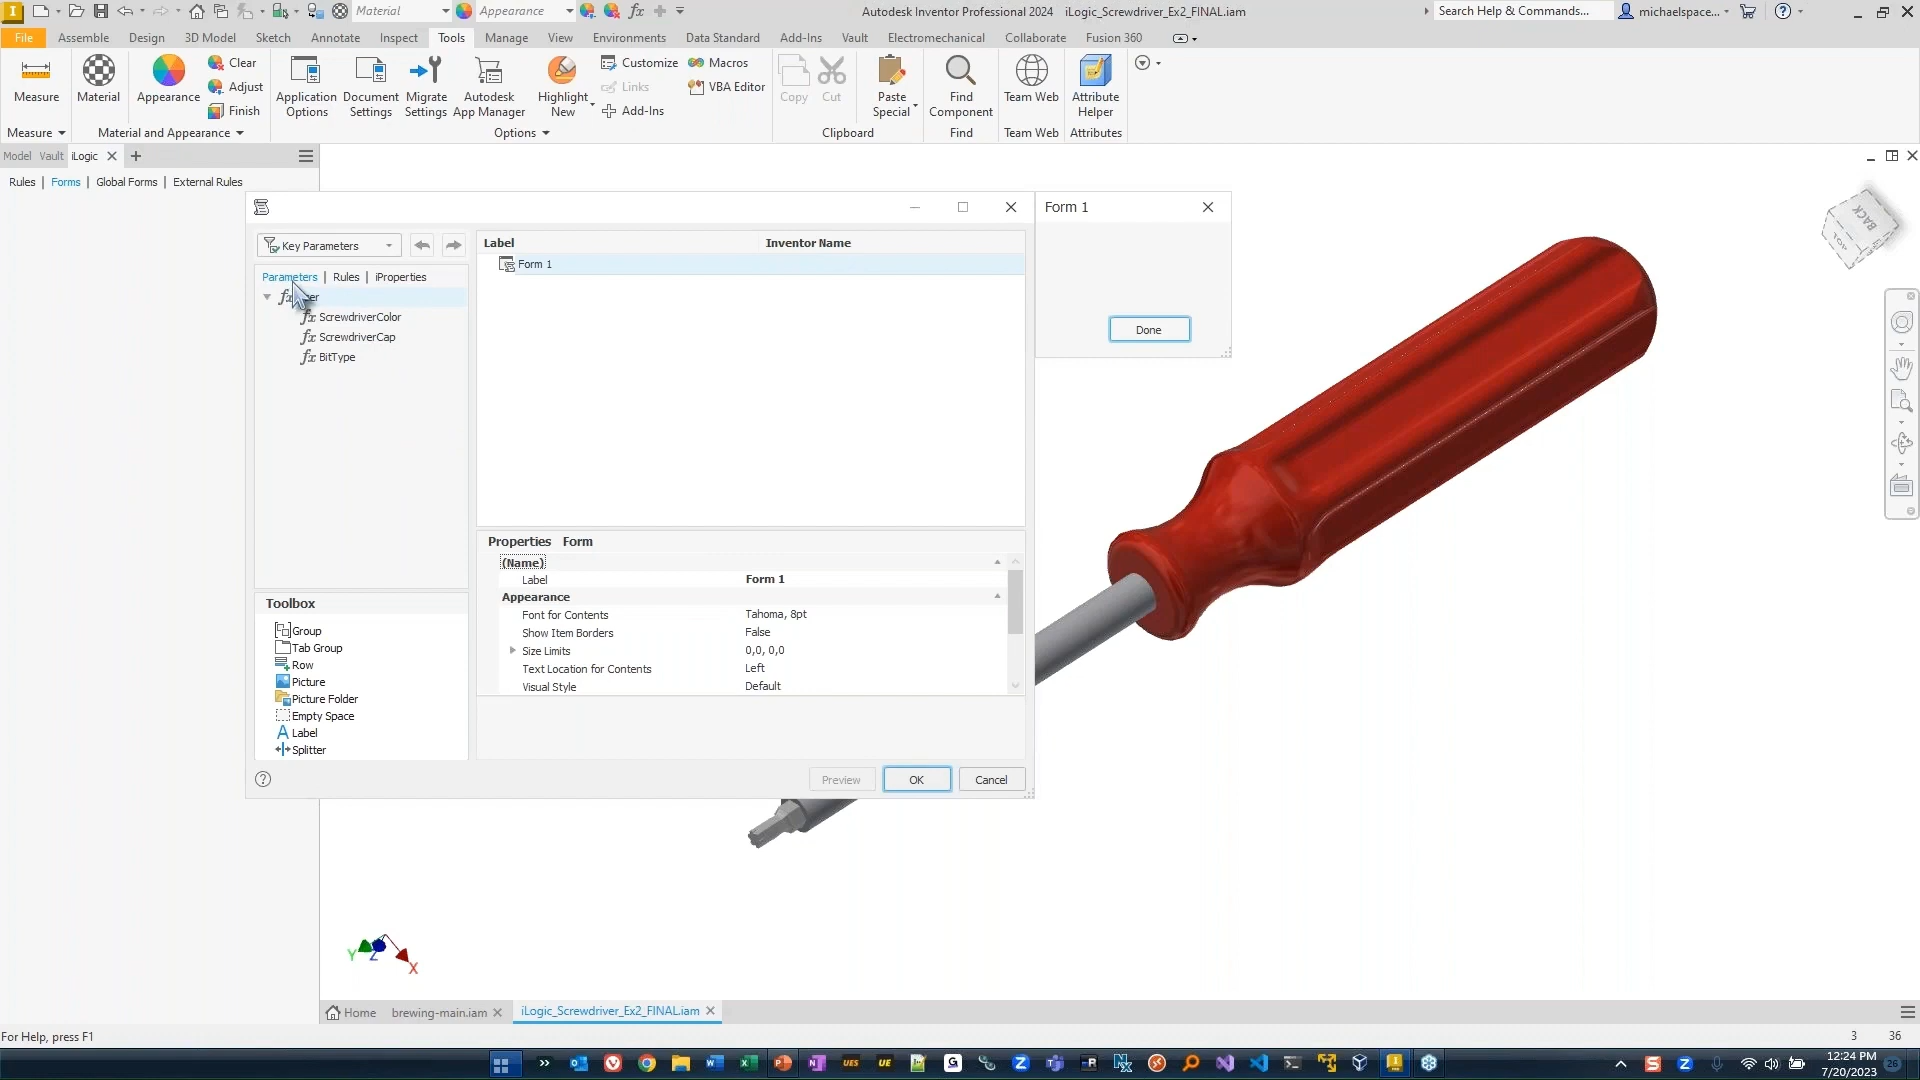 Material
Appearance
Autodesk Inventor Professional 2024 iLogic_Screwdriver_Ex2_FINAL.iam
Search Help & Commands...
michaelspace...
File Assemble Design 3D Model Sketch Annotate Inspect Tools Manage View Environments Data Standard Add-Ins Vault Electromechanical Collaborate Fusion 360
Measure
Material
Appearance
Clear
Adjust
Finish
Application Options
Document Settings
Migrate Settings
Autodesk App Manager
Highlight New
Customize
Links
Add-Ins
Macros
VBA Editor
Copy
Cut
Paste Special
Find Component
Team Web
Attribute Helper
Measure
Material and Appearance
Options
Clipboard
Find
Team Web
Attributes
Model Vault iLogic
Rules | Forms | Global Forms | External Rules
Key Parameters
Parameters | Rules | iProperties
fx ScrewdriverColor
fx ScrewdriverCap
fx BitType
Label Inventor Name
Form 1
Form 1
Done
Properties Form
(Name)
Label Form 1
Appearance
Font for Contents Tahoma, 8pt
Show Item Borders False
Size Limits 0,0, 0,0
Text Location for Contents Left
Visual Style Default
Toolbox
Group
Tab Group
Row
Picture
Picture Folder
Empty Space
A Label
Splitter
Preview
OK
Cancel
BACK
Y
Z
X
Home
brewing-main.iam
iLogic_Screwdriver_Ex2_FINAL.iam
For Help, press F1
3 36
12:24 PM
7/20/2023